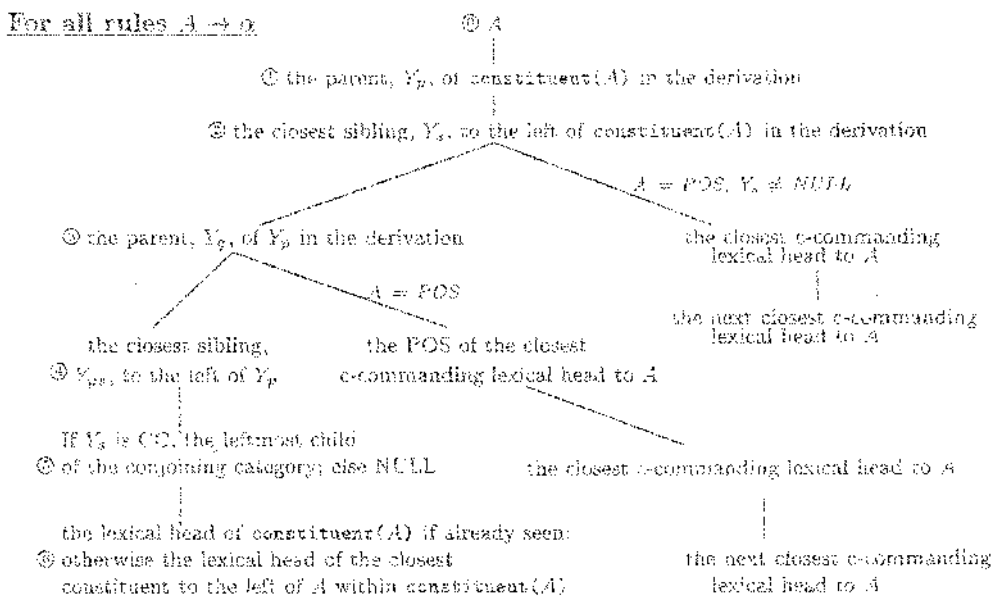 For all rules A → α
⓪ A
① the parent, Yp, of constituent(A) in the derivation
② the closest sibling, Ys, to the left of constituent(A) in the derivation
A = POS, Ys ≠ NULL
③ the parent, Yg, of Yp in the derivation
the closest c-commanding
lexical head to A
A = POS
the next closest c-commanding
lexical head to A
the closest sibling,
④ Yps, to the left of Yp
the POS of the closest
c-commanding lexical head to A
If Ys is CC, the leftmost child
⑤ of the conjoining category; else NULL
the closest c-commanding lexical head to A
the lexical head of constituent(A) if already seen;
⑥ otherwise the lexical head of the closest
constituent to the left of A within constituent(A)
the next closest c-commanding
lexical head to A